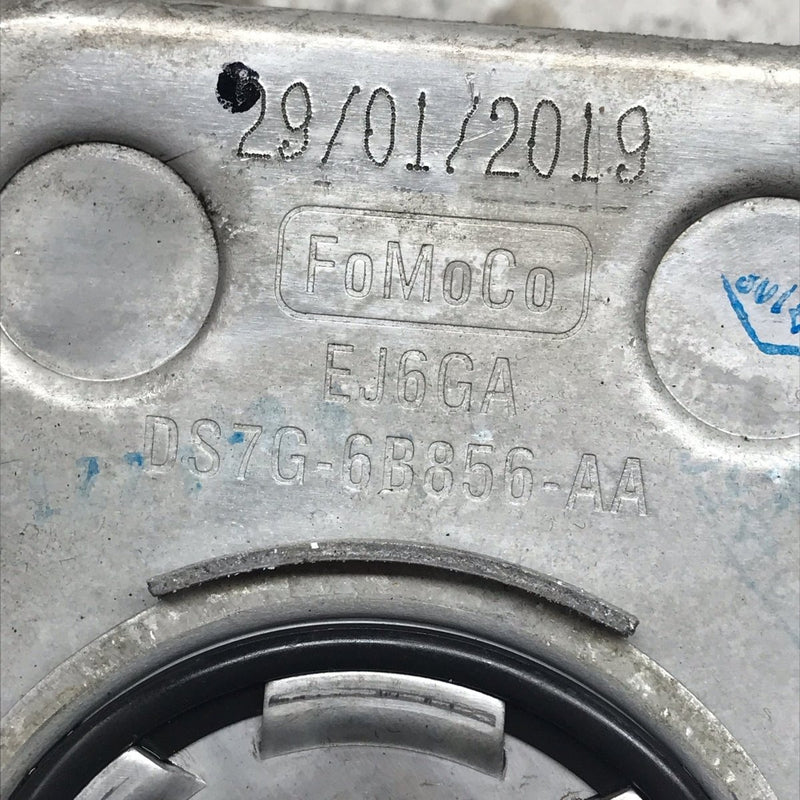 29/01/2019
FoMoCo
EJ6GA
DS7G-6B856-AA